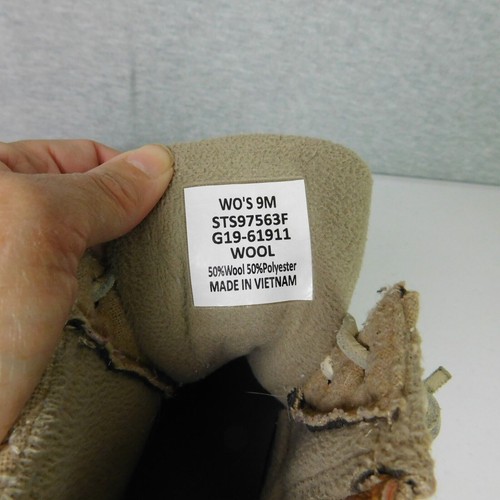 WO'S 9M
STS97563F
G19-61911
WOOL
50%Wool 50%Polyester
MADE IN VIETNAM